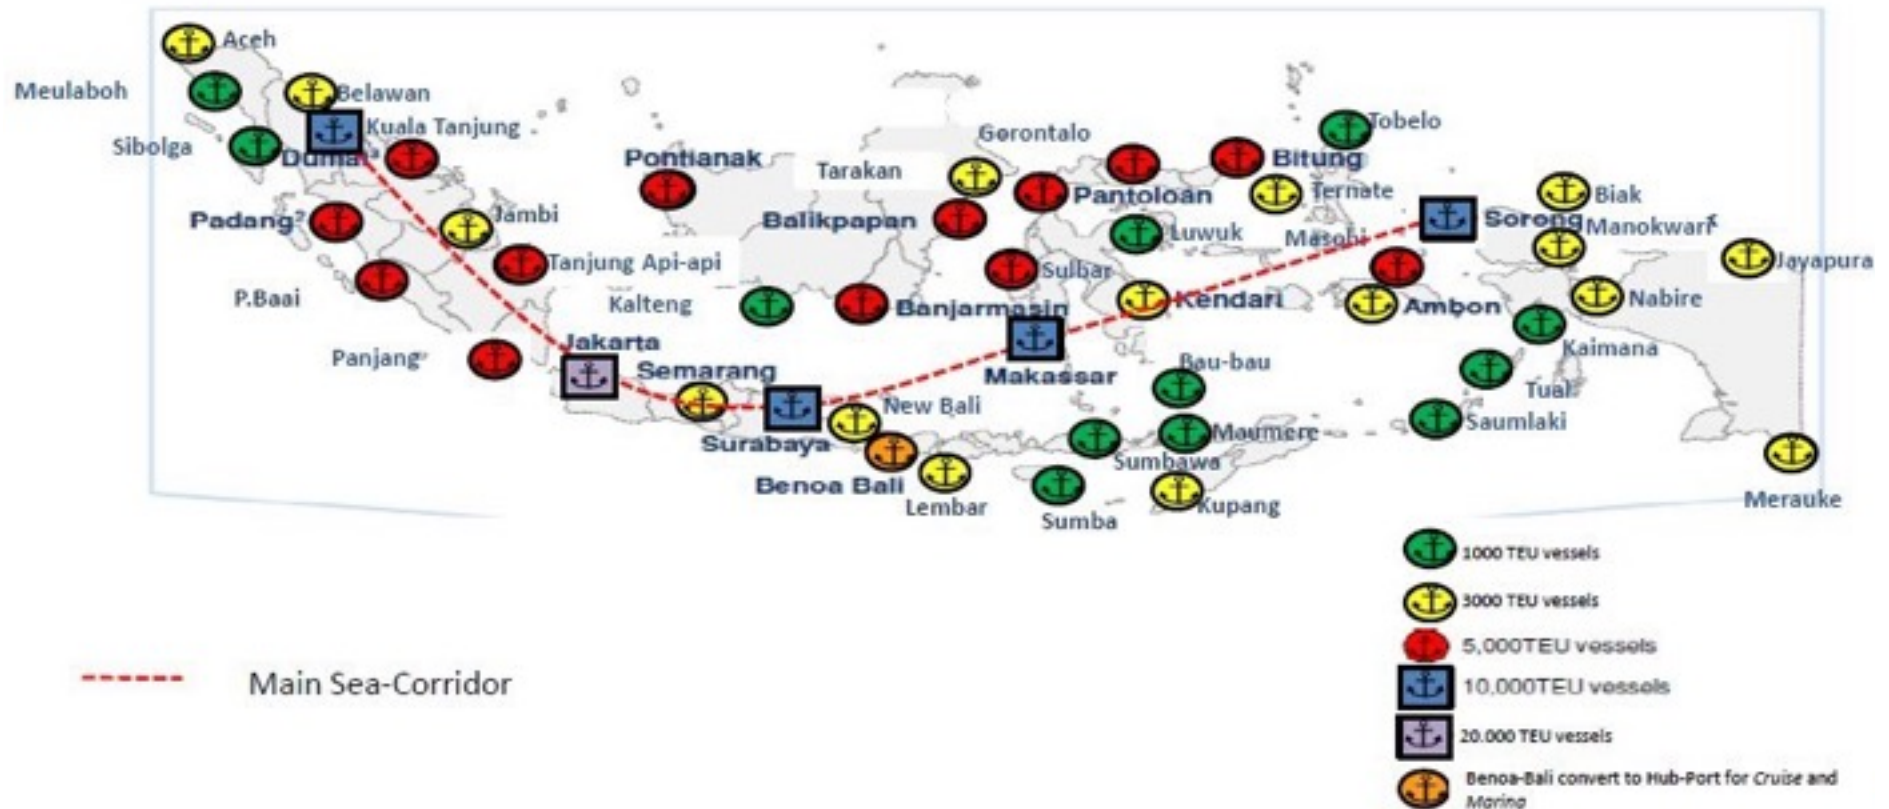 Aceh
Meulaboh
Belawan
Kuala Tanjung
Sibolga
Pontianak
Gorontalo
Tobelo
Tarakan
Bitung
Padang²
Jambi
Balikpapan
Pantoloan
Ternate
Biak
Luwuk
Masohi
Sorong
Manokwari
Tanjung Api-api
Sulbar
Jayapura
P.Baai
Kalteng
Banjarmasin
Kendari
Ambon
Nabire
Panjang
Jakarta
Semarang
Makassar
Bau-bau
Kaimana
Tual
Surabaya
New Bali
Maumere
Saumlaki
Sumbawa
Benoa Bali
Lembar
Sumba
Kupang
Merauke
1000 TEU vessels
3000 TEU vessels
5,000TEU vessels
10.000TEU vessels
20.000 TEU vessels
Benoa-Bali convert to Hub-Port for Cruise and
Marina
Main Sea-Corridor